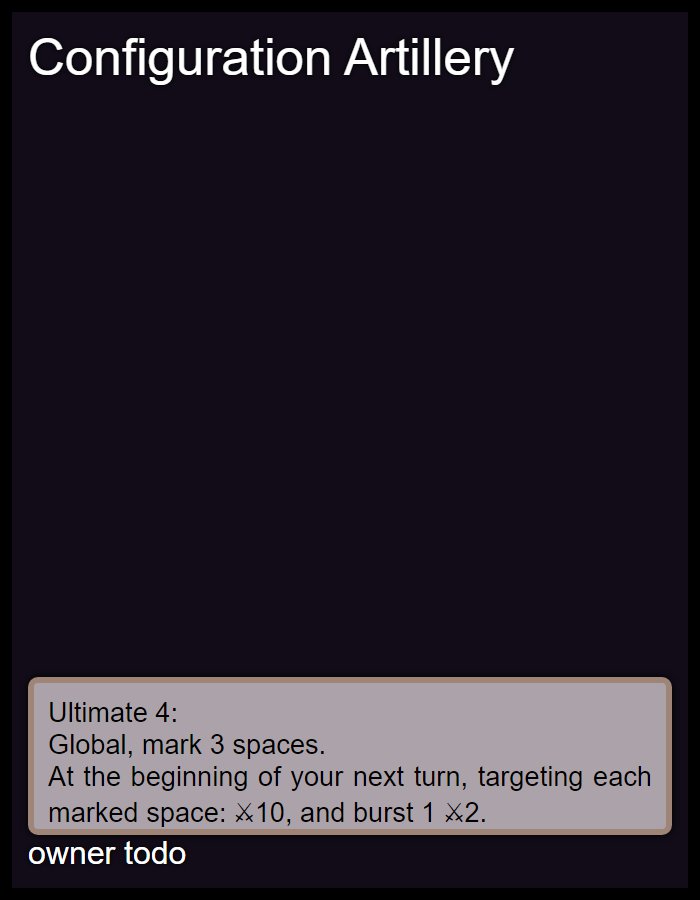 Configuration Artillery
Ultimate 4:
Global, mark 3 spaces.
At the beginning of your next turn, targeting each
marked space: ⚔10, and burst 1 ⚔2.
owner todo